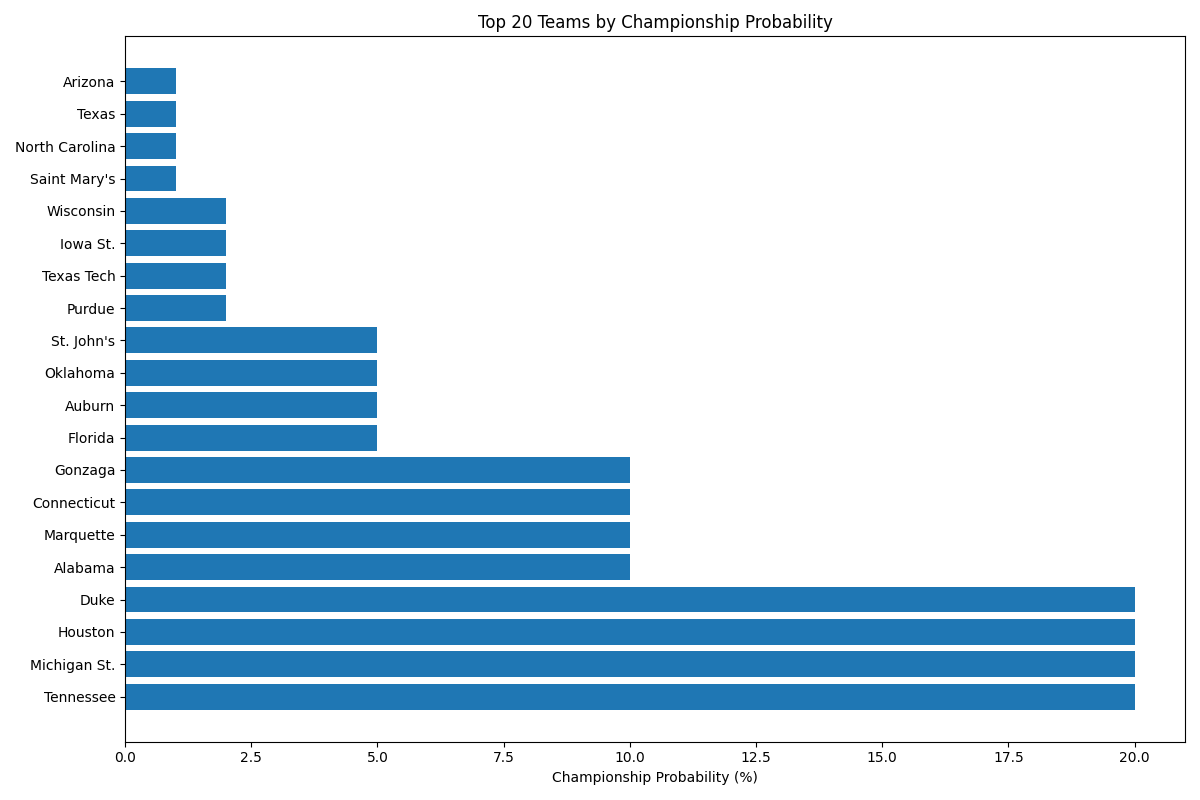 Top 20 Teams by Championship Probability
Arizona
Texas
North Carolina
Saint Mary's
Wisconsin
Iowa St.
Texas Tech
Purdue
St. John's
Oklahoma
Auburn
Florida
Gonzaga
Connecticut
Marquette
Alabama
Duke
Houston
Michigan St.
Tennessee
0.0 2.5 5.0 7.5 10.0 12.5 15.0 17.5 20.0
Championship Probability (%)